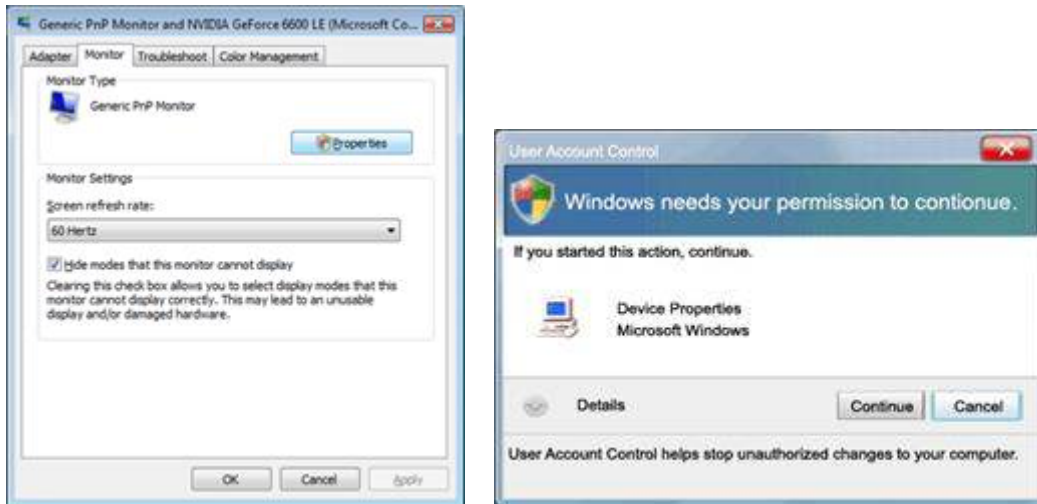 Generic PnP Monitor and NVIDIA GeForce 6600 LE (Microsoft Co...
Adapter Monitor Troubleshoot Color Management
Monitor Type
Generic PnP Monitor
Properties
Monitor Settings
Screen refresh rate:
60 Hertz
Hide modes that this monitor cannot display
Clearing this check box allows you to select display modes that this
monitor cannot display correctly. This may lead to an unusable
display and/or damaged hardware.
OK Cancel Apply
User Account Control
Windows needs your permission to contionue.
If you started this action, continue.
Device Properties
Microsoft Windows
Details Continue Cancel
User Account Control helps stop unauthorized changes to your computer.